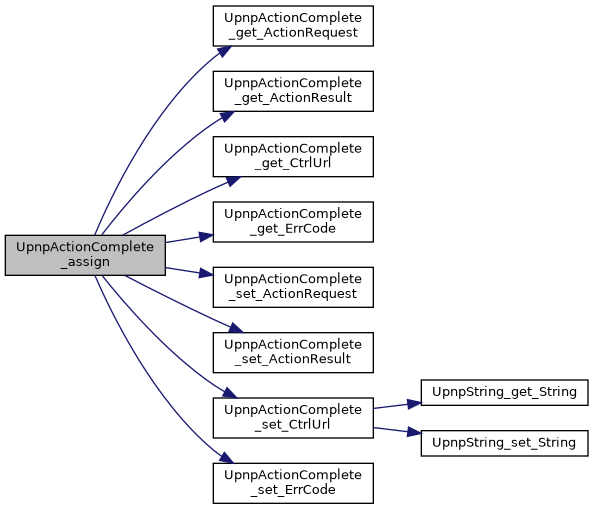 UpnpActionComplete
_get_ActionRequest
UpnpActionComplete
_get_ActionResult
UpnpActionComplete
_get_CtrlUrl
UpnpActionComplete
_get_ErrCode
UpnpActionComplete
_assign
UpnpActionComplete
_set_ActionRequest
UpnpActionComplete
_set_ActionResult
UpnpActionComplete
_set_CtrlUrl
UpnpString_get_String
UpnpString_set_String
UpnpActionComplete
_set_ErrCode